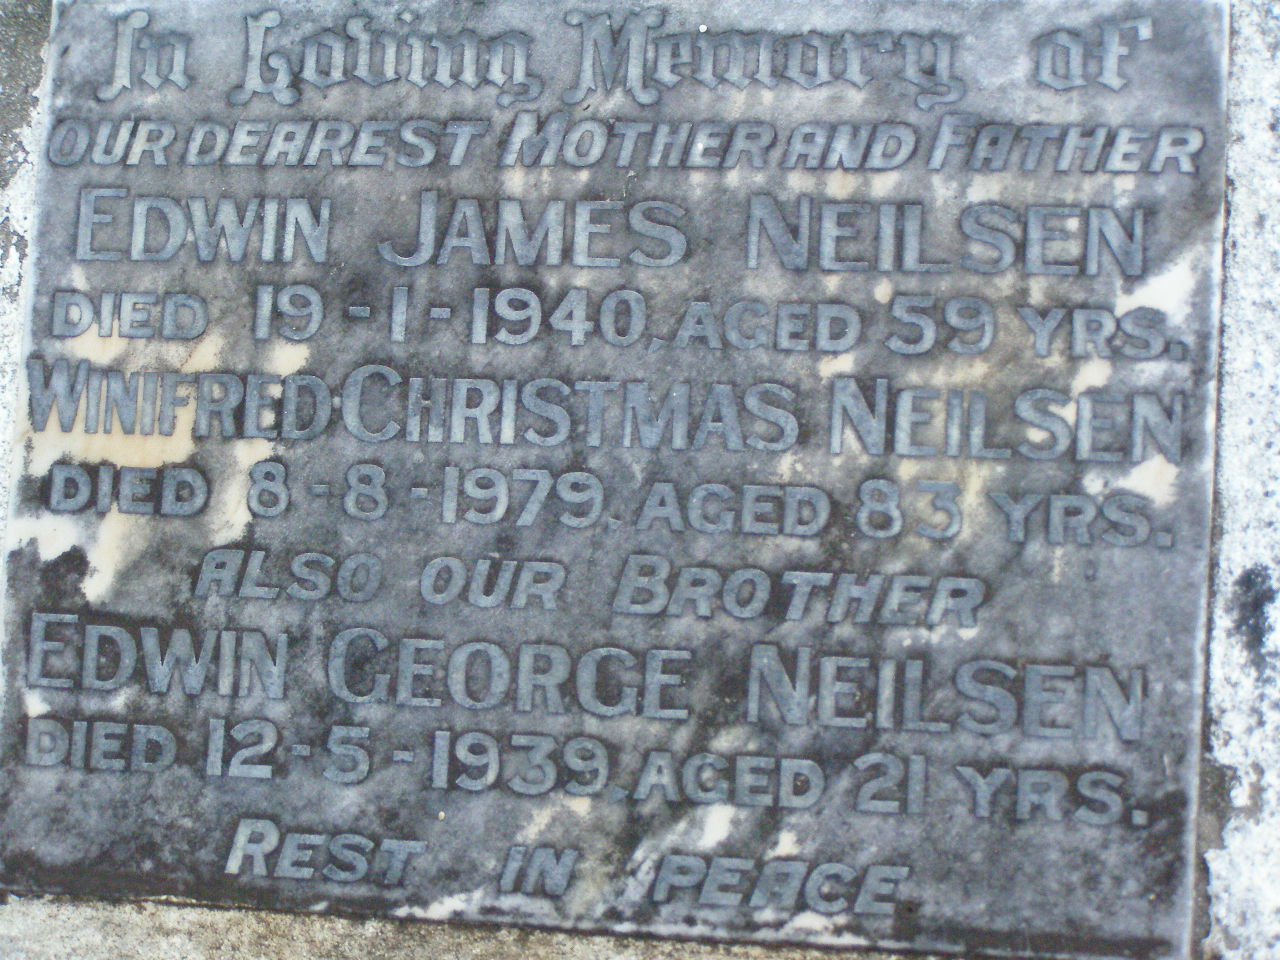 In Loving Memory Of
OUR DEAREST MOTHER AND FATHER
EDWIN JAMES NEILSEN
DIED 19-1-1940, AGED 59 YRS.
WINIFRED CHRISTMAS NEILSEN
DIED 8-8-1979, AGED 83 YRS.
ALSO OUR BROTHER
EDWIN GEORGE NEILSEN
DIED 12-5-1939, AGED 21 YRS.
REST IN PEACE